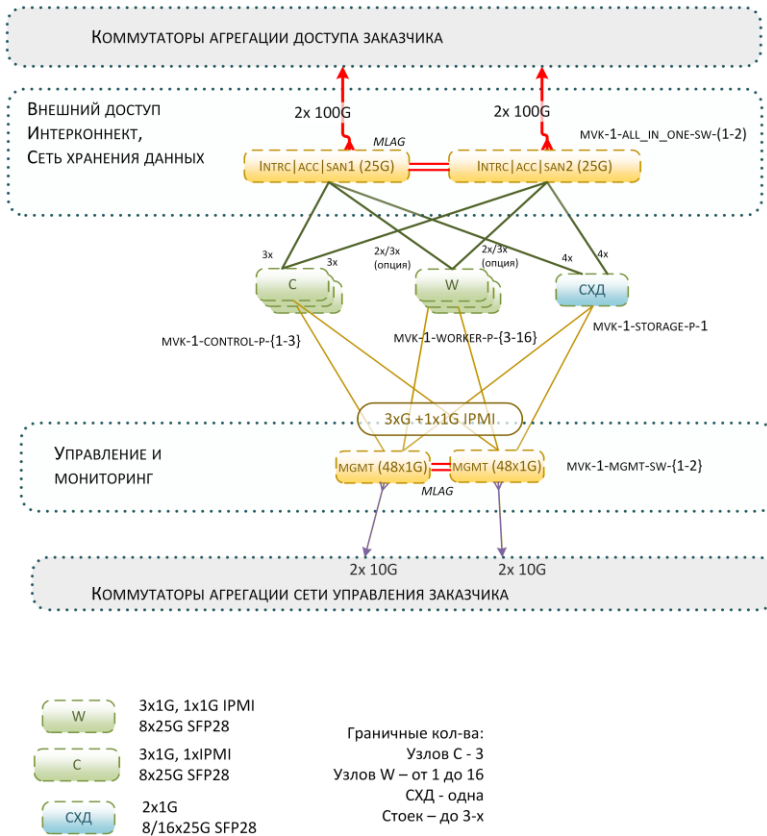 Коммутаторы агрегации доступа заказчика
Внешний доступ
Интерконнект,
Сеть хранения данных
2x 100G
2x 100G
MLAG
MVK-1-ALL_IN_ONE-SW-(1-2)
INTRC|ACC|SAN1 (25G)
INTRC|ACC|SAN2 (25G)
3x
3x
2x/3x
(опция)
2x/3x
(опция)
4x
4x
C
W
СХД
MVK-1-CONTROL-P-{1-3}
MVK-1-WORKER-P-{3-16}
MVK-1-STORAGE-P-1
3xG +1x1G IPMI
Управление и
мониторинг
MGMT (48x1G)
MGMT (48x1G)
MVK-1-MGMT-SW-{1-2}
MLAG
2x 10G
2x 10G
Коммутаторы агрегации сети управления заказчика
W
3x1G, 1x1G IPMI
8x25G SFP28
C
3x1G, 1xIPMI
8x25G SFP28
СХД
2x1G
8/16x25G SFP28
Граничные кол-ва:
Узлов С - 3
Узлов W – от 1 до 16
СХД - одна
Стоек – до 3-х